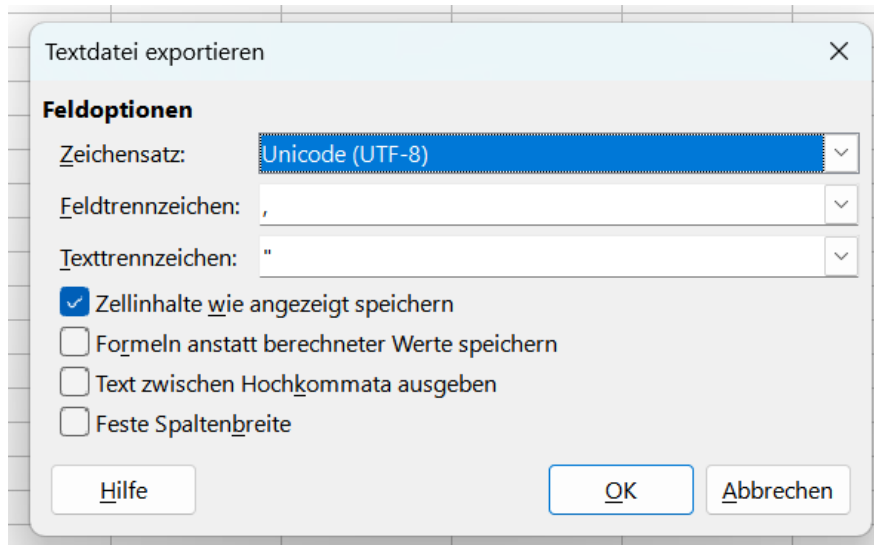 Textdatei exportieren
Feldoptionen
Zeichensatz: Unicode (UTF-8)
Feldtrennzeichen: ,
Texttrennzeichen: "
Zellinhalte wie angezeigt speichern
Formeln anstatt berechneter Werte speichern
Text zwischen Hochkommata ausgeben
Feste Spaltenbreite
Hilfe OK Abbrechen